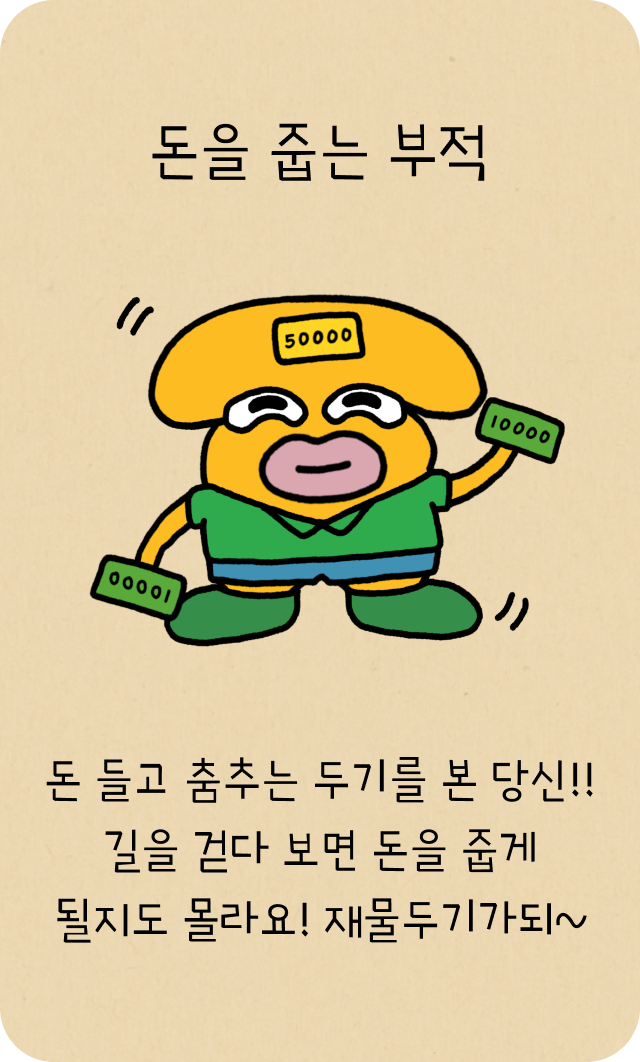 돈을 줍는 부적
50000
10000
00001
돈 들고 춤추는 두기를 본 당신!!
길을 걷다 보면 돈을 줍게
될지도 몰라요! 재물두기가되~